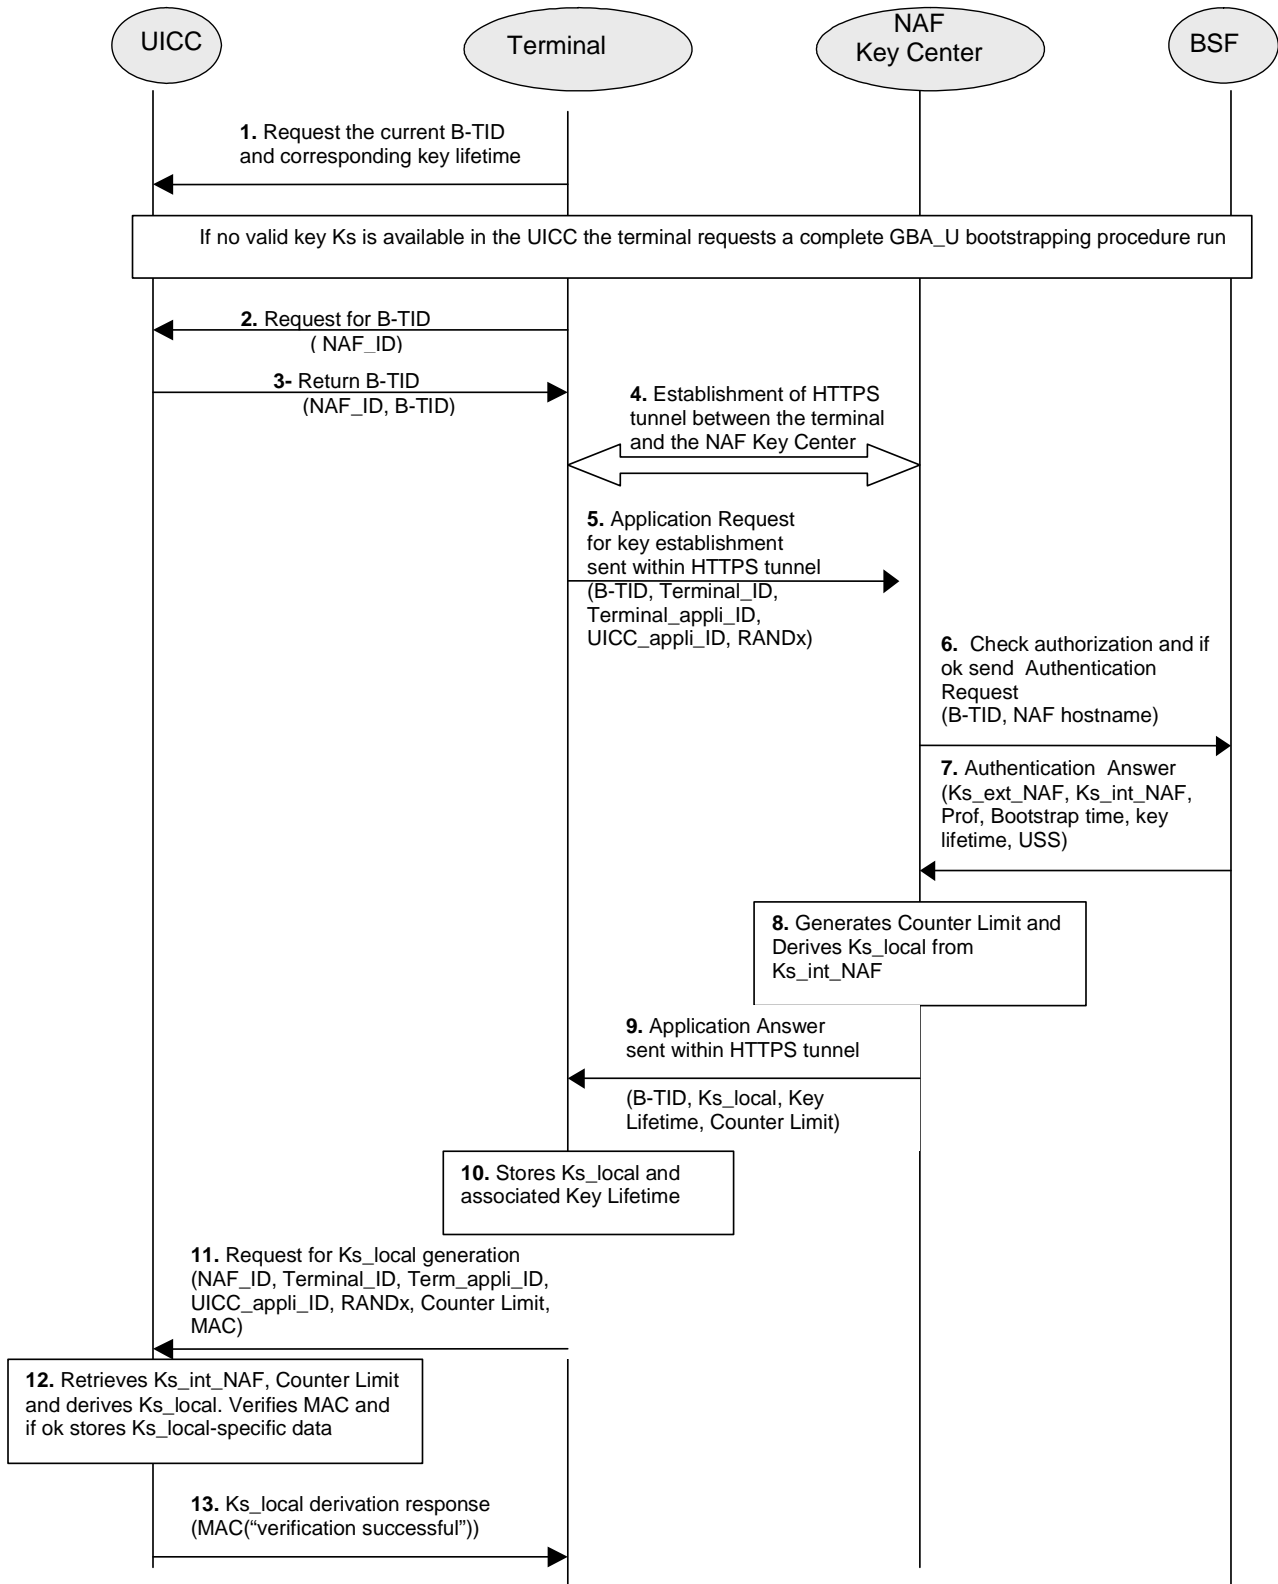 UICC
Terminal
NAF
Key Center
BSF
1. Request the current B-TID
and corresponding key lifetime
If no valid key Ks is available in the UICC the terminal requests a complete GBA_U bootstrapping procedure run
2. Request for B-TID
( NAF_ID)
3- Return B-TID
(NAF_ID, B-TID)
4. Establishment of HTTPS
tunnel between the terminal
and the NAF Key Center
5. Application Request
for key establishment
sent within HTTPS tunnel
(B-TID, Terminal_ID,
Terminal_appli_ID,
UICC_appli_ID, RANDx)
6. Check authorization and if
ok send Authentication
Request
(B-TID, NAF hostname)
7. Authentication Answer
(Ks_ext_NAF, Ks_int_NAF,
Prof, Bootstrap time, key
lifetime, USS)
8. Generates Counter Limit and
Derives Ks_local from
Ks_int_NAF
9. Application Answer
sent within HTTPS tunnel
(B-TID, Ks_local, Key
Lifetime, Counter Limit)
10. Stores Ks_local and
associated Key Lifetime
11. Request for Ks_local generation
(NAF_ID, Terminal_ID, Term_appli_ID,
UICC_appli_ID, RANDx, Counter Limit,
MAC)
12. Retrieves Ks_int_NAF, Counter Limit
and derives Ks_local. Verifies MAC and
if ok stores Ks_local-specific data
13. Ks_local derivation response
(MAC(“verification successful”))